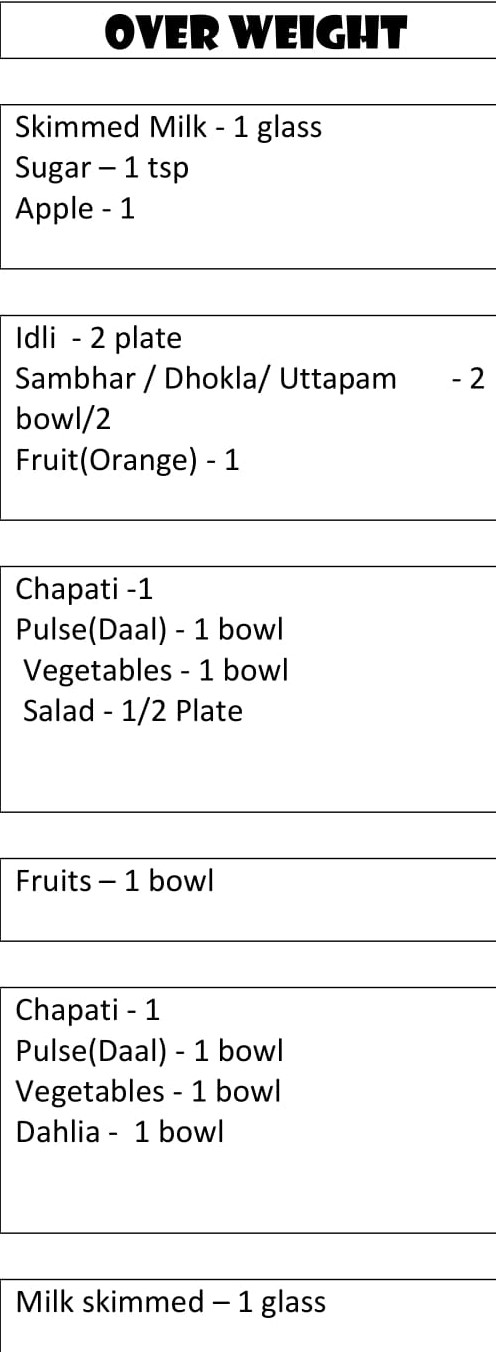 OVER WEIGHT
Skimmed Milk - 1 glass
Sugar – 1 tsp
Apple - 1
Idli - 2 plate
Sambhar / Dhokla/ Uttapam - 2
bowl/2
Fruit(Orange) - 1
Chapati -1
Pulse(Daal) - 1 bowl
Vegetables - 1 bowl
Salad - 1/2 Plate
Fruits – 1 bowl
Chapati - 1
Pulse(Daal) - 1 bowl
Vegetables - 1 bowl
Dahlia - 1 bowl
Milk skimmed – 1 glass